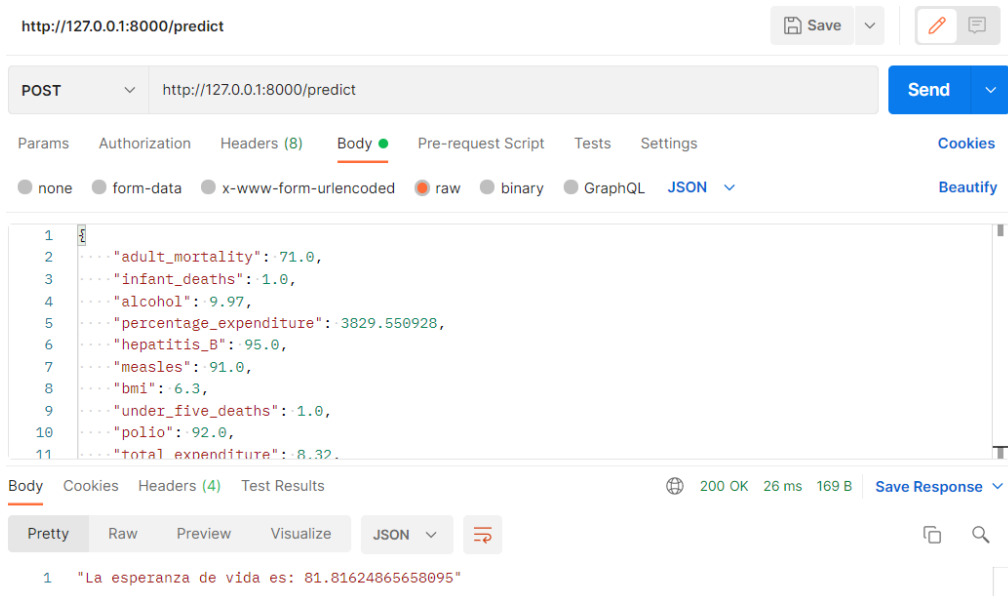 http://127.0.0.1:8000/predict Save
POST http://127.0.0.1:8000/predict Send
Params Authorization Headers (8) Body Pre-request Script Tests Settings Cookies
none form-data x-www-form-urlencoded raw binary GraphQL JSON Beautify
1 {
2 "adult_mortality": 71.0,
3 "infant_deaths": 1.0,
4 "alcohol": 9.97,
5 "percentage_expenditure": 3829.550928,
6 "hepatitis_B": 95.0,
7 "measles": 91.0,
8 "bmi": 6.3,
9 "under_five_deaths": 1.0,
10 "polio": 92.0,
11 "total_expenditure": 8.32,
Body Cookies Headers (4) Test Results 200 OK 26 ms 169 B Save Response
Pretty Raw Preview Visualize JSON
1 "La esperanza de vida es: 81.81624865658095"